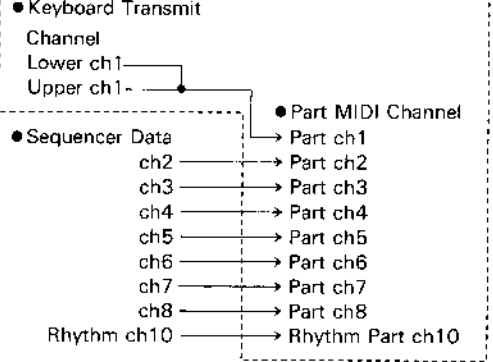 ● Keyboard Transmit
Channel
Lower ch1
Upper ch1
● Part MIDI Channel
Part ch1
● Sequencer Data
ch2 → Part ch2
ch3 → Part ch3
ch4 → Part ch4
ch5 → Part ch5
ch6 → Part ch6
ch7 → Part ch7
ch8 → Part ch8
Rhythm ch10 → Rhythm Part ch10